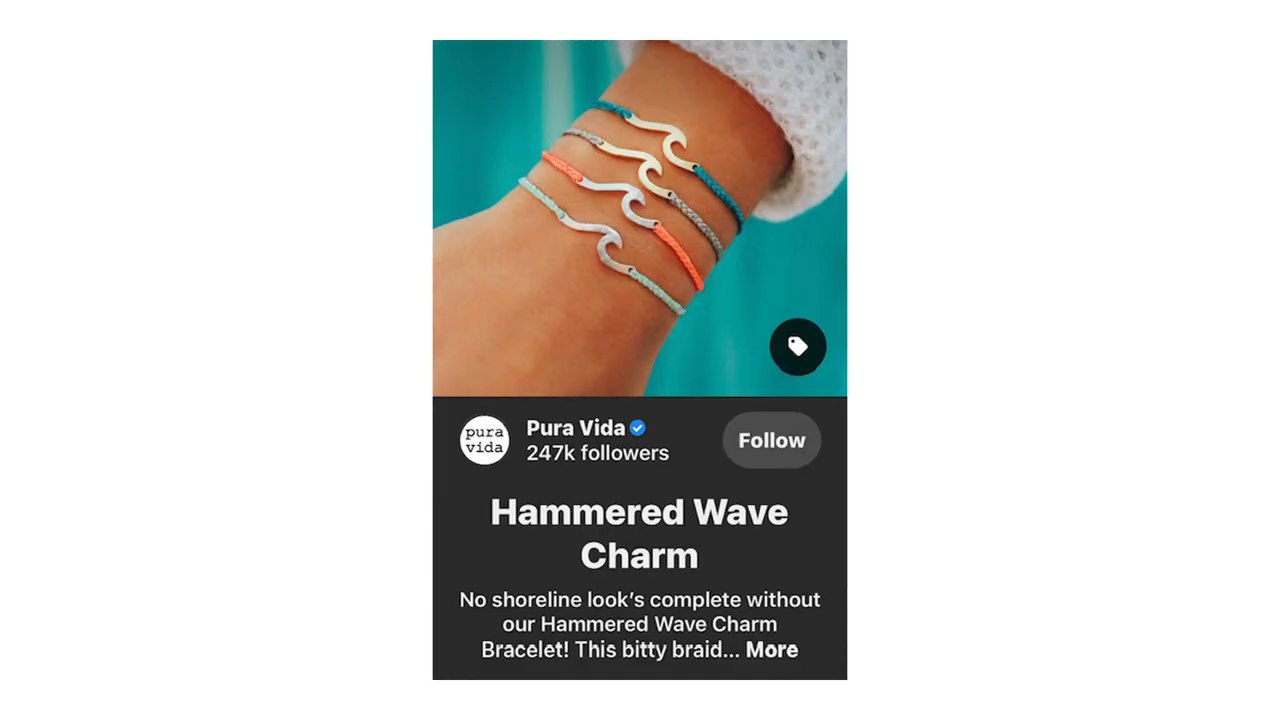 pura
vida
Pura Vida
247k followers
Follow
Hammered Wave
Charm
No shoreline look’s complete without
our Hammered Wave Charm
Bracelet! This bitty braid... More